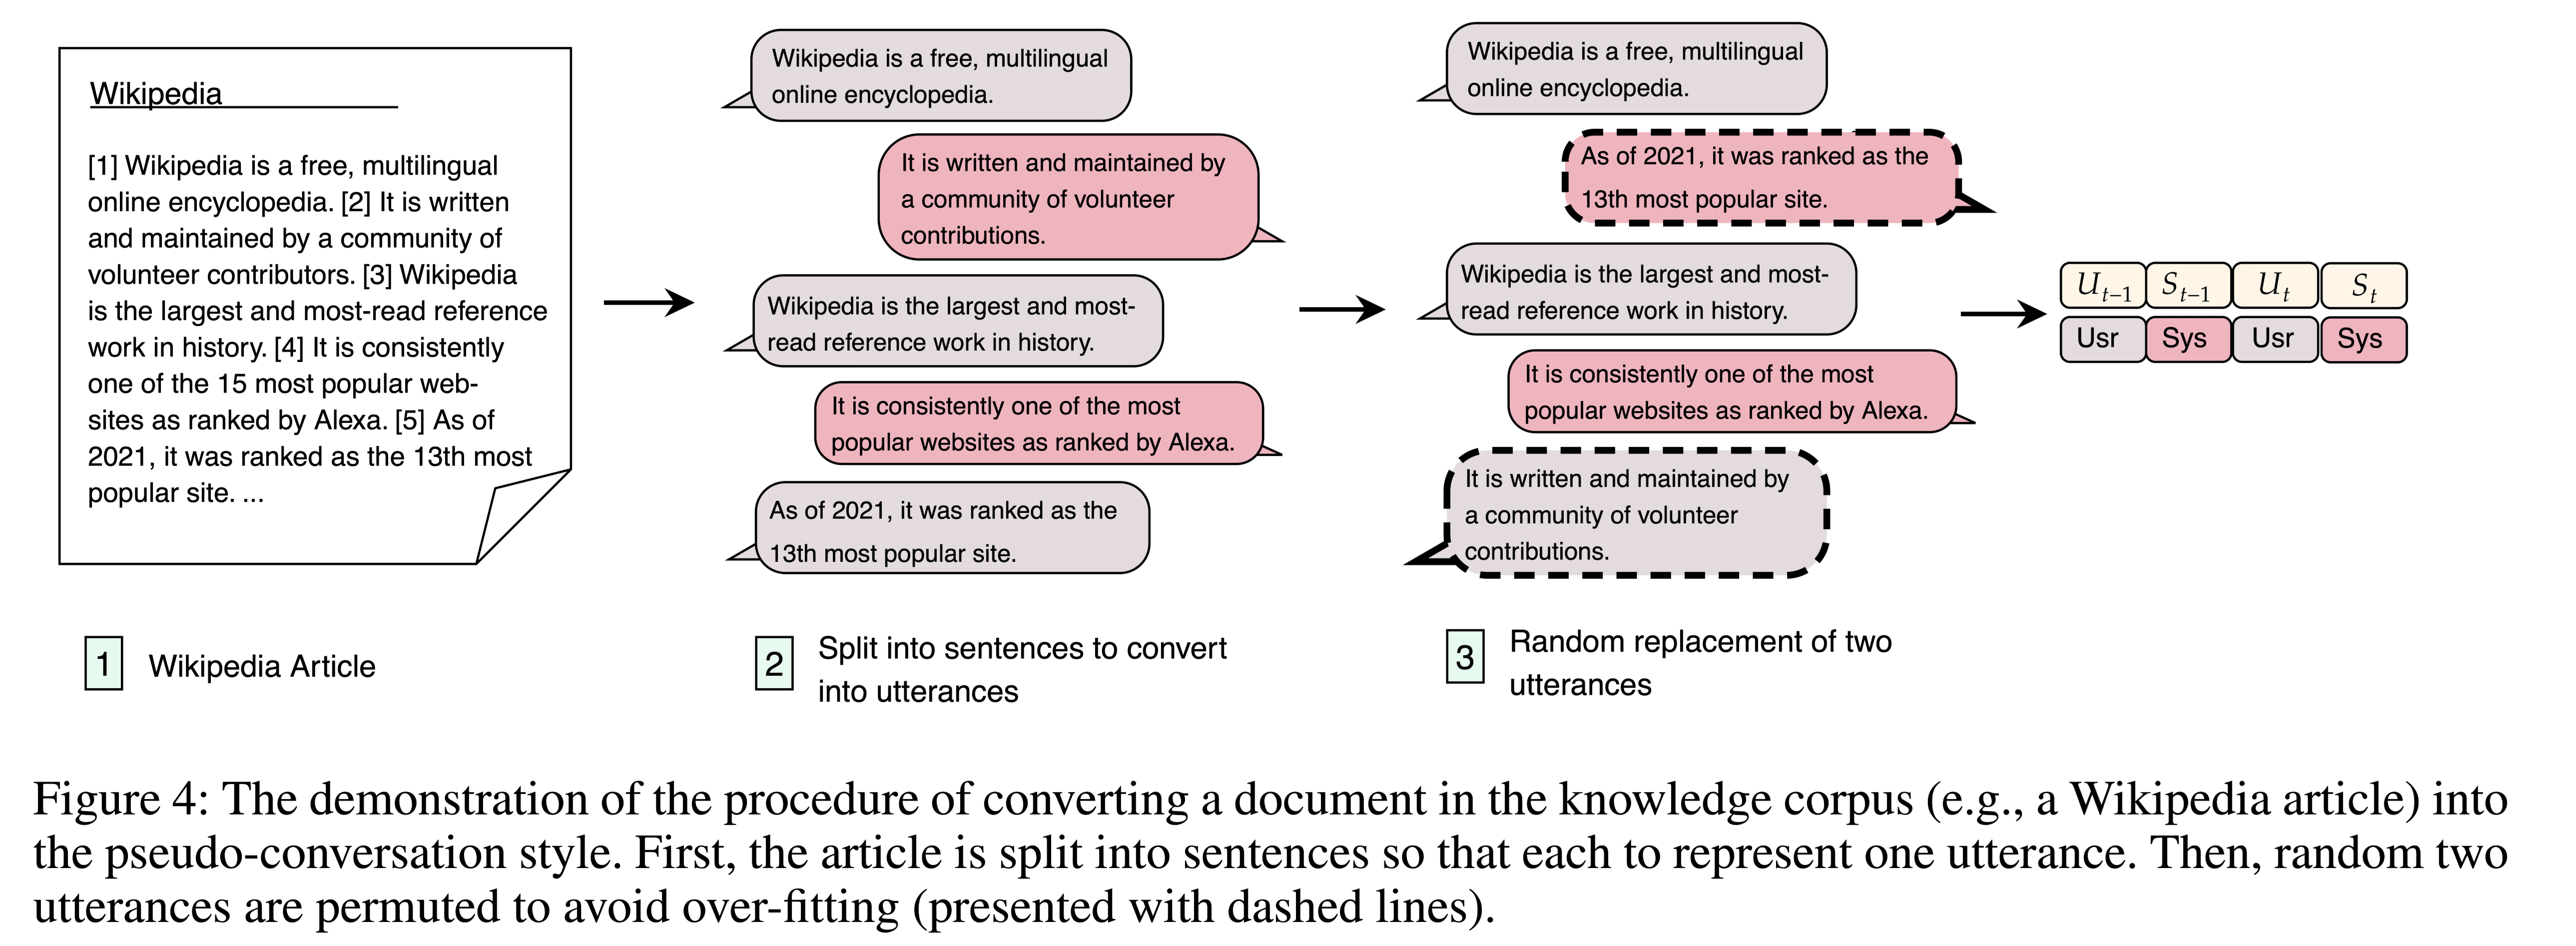 Wikipedia
[1] Wikipedia is a free, multilingual
online encyclopedia. [2] It is written
and maintained by a community of
volunteer contributors. [3] Wikipedia
is the largest and most-read reference
work in history. [4] It is consistently
one of the 15 most popular web-
sites as ranked by Alexa. [5] As of
2021, it was ranked as the 13th most
popular site. ...
1 Wikipedia Article
Wikipedia is a free, multilingual
online encyclopedia.
It is written and maintained by
a community of volunteer
contributions.
Wikipedia is the largest and most-
read reference work in history.
It is consistently one of the most
popular websites as ranked by Alexa.
As of 2021, it was ranked as the
13th most popular site.
2 Split into sentences to convert
into utterances
Wikipedia is a free, multilingual
online encyclopedia.
As of 2021, it was ranked as the
13th most popular site.
Wikipedia is the largest and most-
read reference work in history.
It is consistently one of the most
popular websites as ranked by Alexa.
It is written and maintained by
a community of volunteer
contributions.
3 Random replacement of two
utterances
U_{t−1} S_{t−1} U_t S_t
Usr Sys Usr Sys
Figure 4: The demonstration of the procedure of converting a document in the knowledge corpus (e.g., a Wikipedia article) into
the pseudo-conversation style. First, the article is split into sentences so that each to represent one utterance. Then, random two
utterances are permuted to avoid over-fitting (presented with dashed lines).